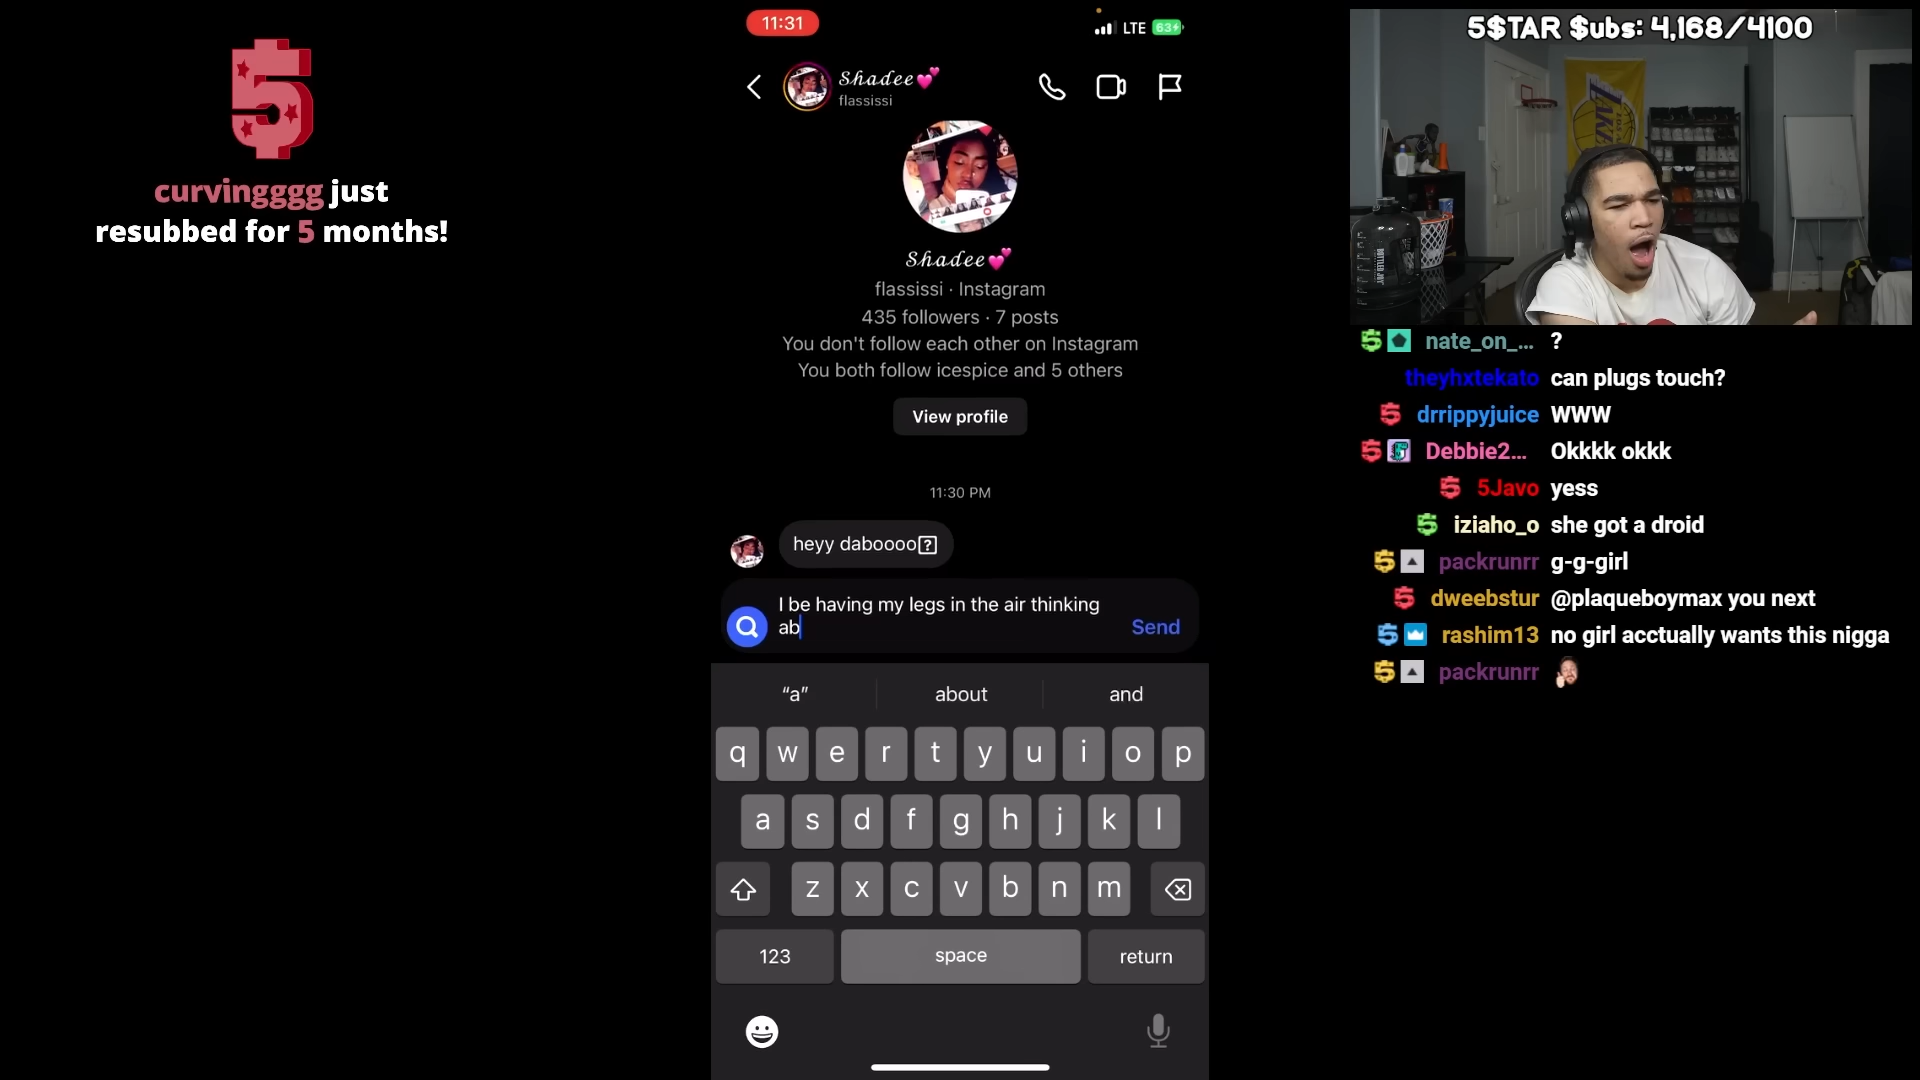 5
curvingggg just
resubbed for 5 months!
11:31
LTE 63
Shadee💕
flassissi
Shadee💕
flassissi · Instagram
435 followers · 7 posts
You don't follow each other on Instagram
You both follow icespice and 5 others
View profile
11:30 PM
heyy daboooo?
I be having my legs in the air thinking
ab
Send
“a” about and
q w e r t y u i o p
a s d f g h j k l
z x c v b n m
123 space return
5$TAR $ubs: 4,168/4100
nate_on_... ?
theyhxtekato can plugs touch?
drrippyjuice WWW
Debbie2... Okkkk okkk
5Javo yess
iziaho_o she got a droid
packrunrr g-g-girl
dweebstur @plaqueboymax you next
rashim13 no girl acctually wants this nigga
packrunrr